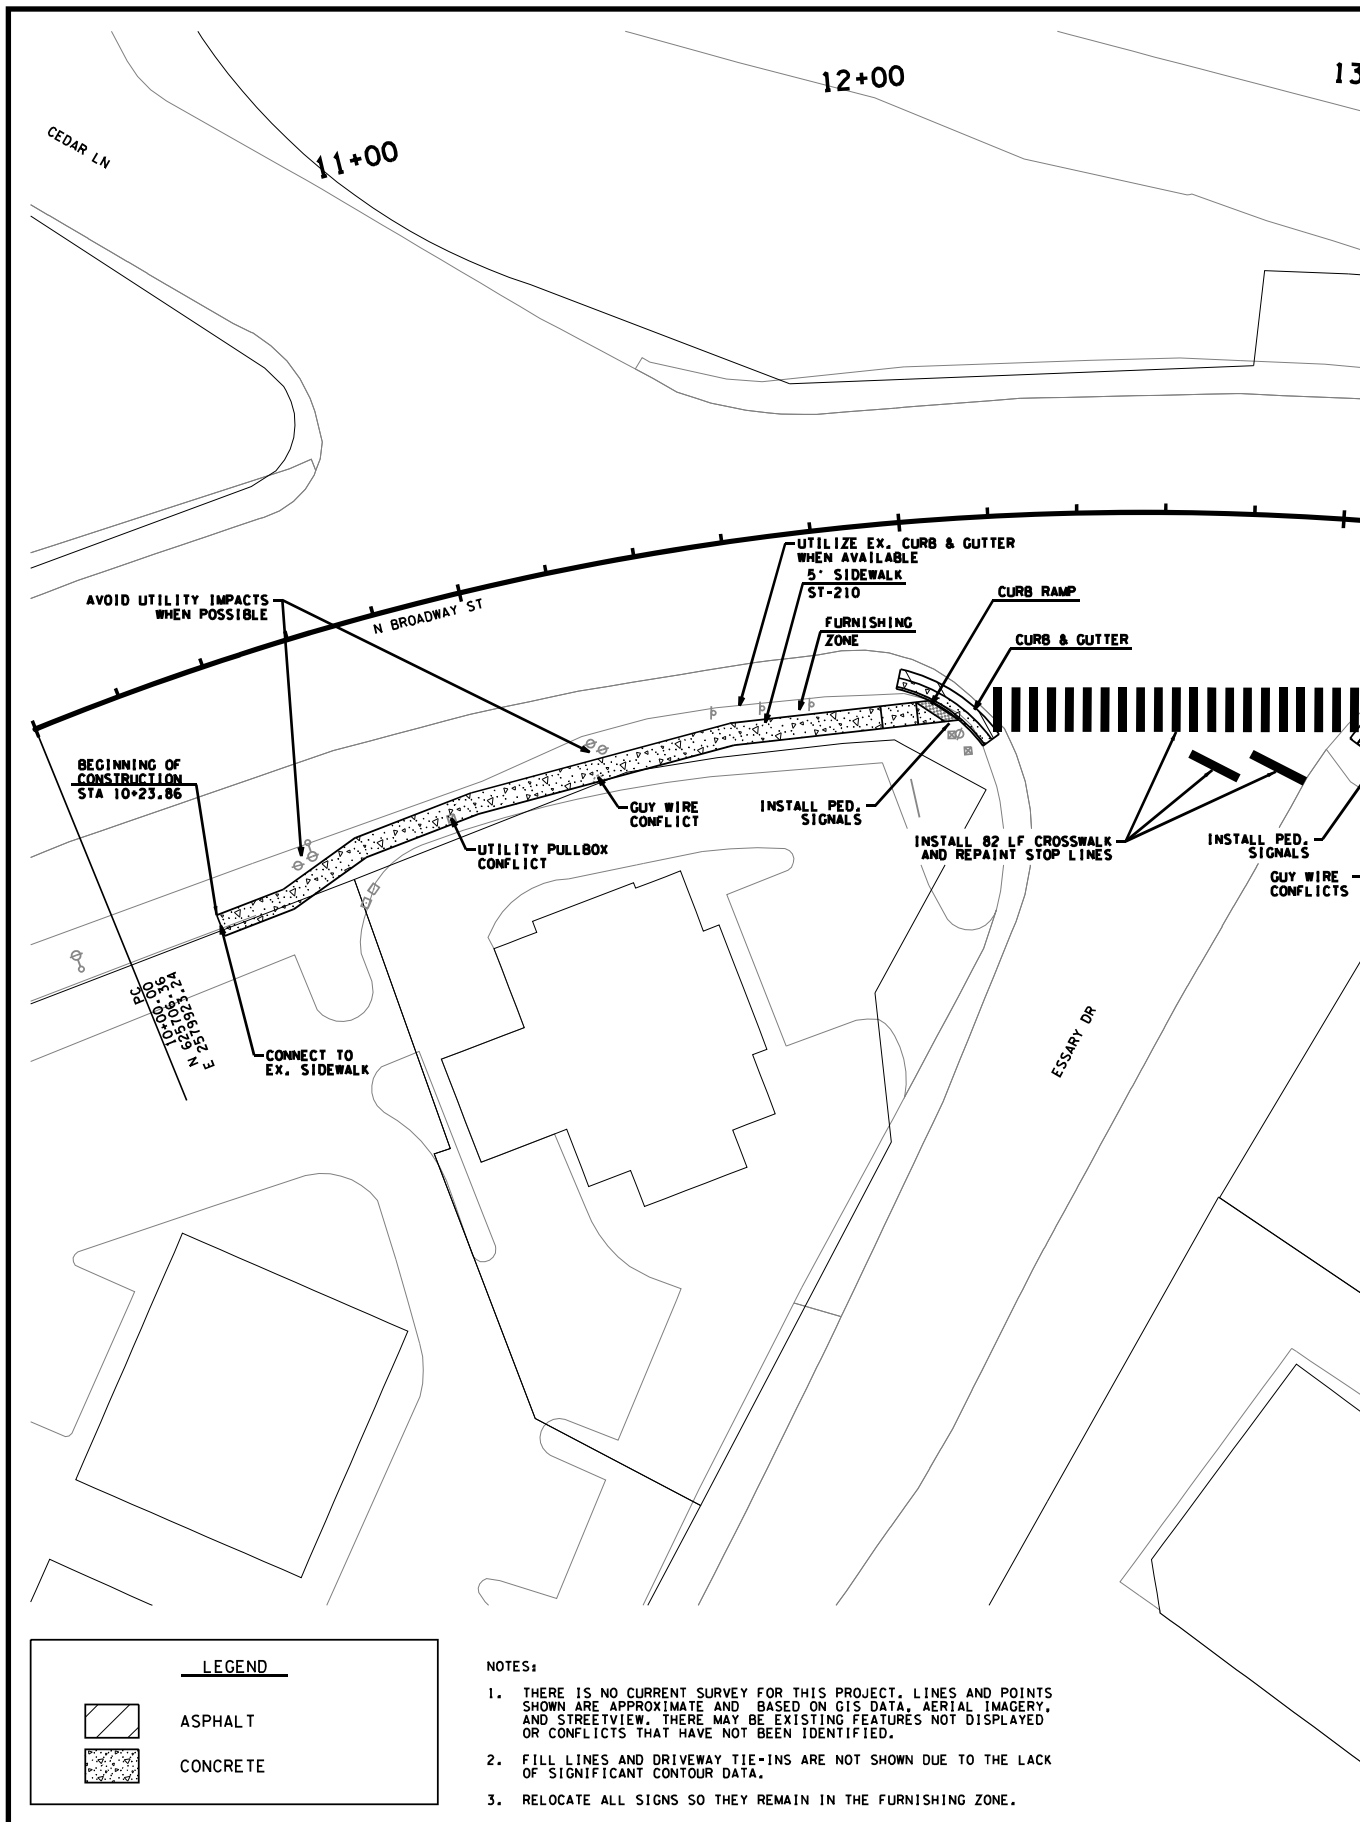 12+00
13
11+00
CEDAR LN
UTILIZE EX. CURB & GUTTER
WHEN AVAILABLE
5' SIDEWALK
ST-210
AVOID UTILITY IMPACTS
WHEN POSSIBLE
N BROADWAY ST
CURB RAMP
FURNISHING
ZONE
CURB & GUTTER
BEGINNING OF
CONSTRUCTION
STA 10+23.86
GUY WIRE
CONFLICT
INSTALL PED.
SIGNALS
UTILITY PULLBOX
CONFLICT
INSTALL 82 LF CROSSWALK
AND REPAINT STOP LINES
INSTALL PED.
SIGNALS
GUY WIRE
CONFLICTS
PC
10+00.00
N 625706.36
E 2579923.24
CONNECT TO
EX. SIDEWALK
ESSARY DR
LEGEND
ASPHALT
CONCRETE
NOTES:
1. THERE IS NO CURRENT SURVEY FOR THIS PROJECT. LINES AND POINTS
SHOWN ARE APPROXIMATE AND BASED ON GIS DATA, AERIAL IMAGERY,
AND STREETVIEW. THERE MAY BE EXISTING FEATURES NOT DISPLAYED
OR CONFLICTS THAT HAVE NOT BEEN IDENTIFIED.
2. FILL LINES AND DRIVEWAY TIE-INS ARE NOT SHOWN DUE TO THE LACK
OF SIGNIFICANT CONTOUR DATA.
3. RELOCATE ALL SIGNS SO THEY REMAIN IN THE FURNISHING ZONE.